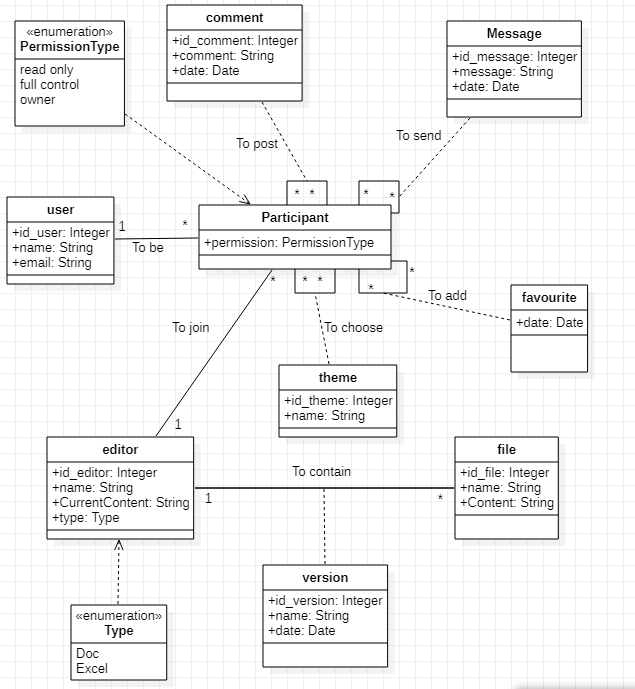 «enumeration»
PermissionType
read only
full control
owner
comment
+id_comment: Integer
+comment: String
+date: Date
Message
+id_message: Integer
+message: String
+date: Date
To post
To send
* *
* *
user
+id_user: Integer
+name: String
+email: String
1
*
To be
Participant
+permission: PermissionType
*
* *
*
*
To add
favourite
+date: Date
To join
To choose
theme
+id_theme: Integer
+name: String
1
editor
+id_editor: Integer
+name: String
+CurrentContent: String
+type: Type
To contain
1
*
file
+id_file: Integer
+name: String
+Content: String
version
+id_version: Integer
+name: String
+date: Date
«enumeration»
Type
Doc
Excel